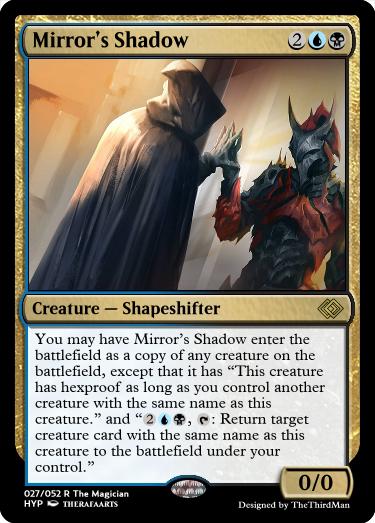 Mirror's Shadow 2
Creature — Shapeshifter
You may have Mirror's Shadow enter the
battlefield as a copy of any creature on the
battlefield, except that it has “This creature
has hexproof as long as you control another
creature with the same name as this
creature.” and “2, : Return target
creature card with the same name as this
creature to the battlefield under your
control.”
0/0
027/052 R The Magician
HYP THERAFAARTS
Designed by TheThirdMan